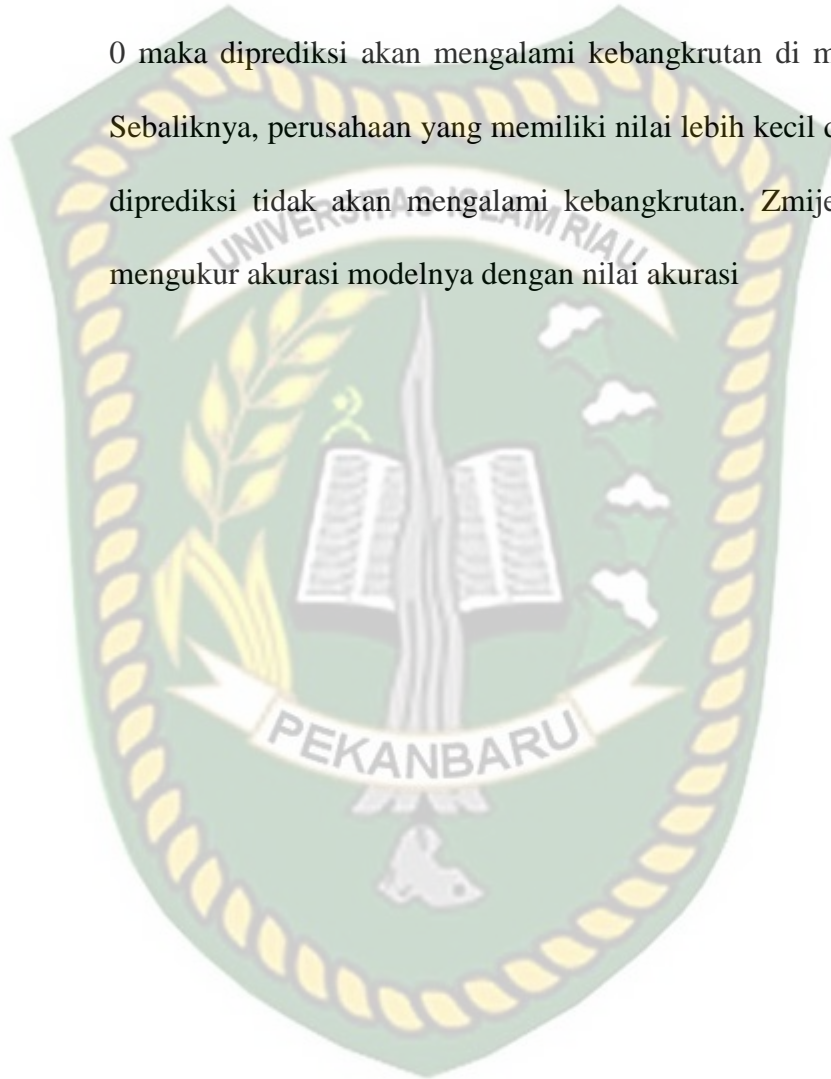 0 maka diprediksi akan mengalami kebangkrutan di
Sebaliknya, perusahaan yang memiliki nilai lebih kecil
diprediksi tidak akan mengalami kebangkrutan.
mengukur akurasi modelnya dengan nilai akurasi
UNIVERSITAS ISLAM RIAU
PEKANBARU